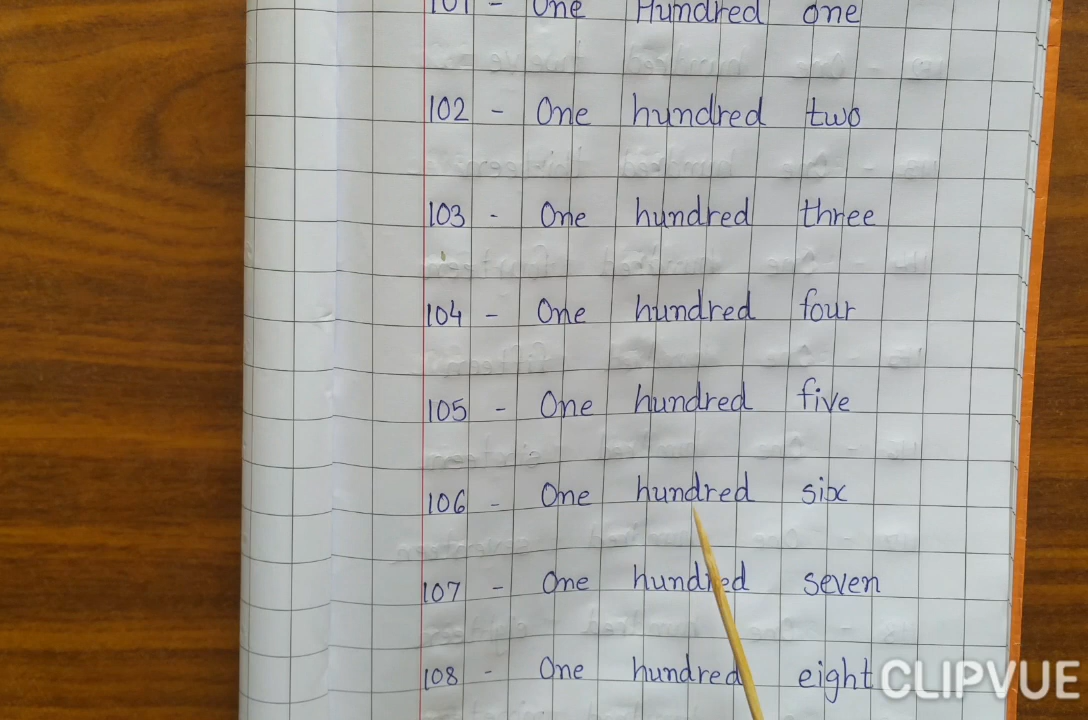 101 - One Hundred one
102 - One hundred two
103 - One hundred three
104 - One hundred four
105 - One hundred five
106 - One hundred six
107 - One hundred seven
108 - One hundred eight
CLIPVUE